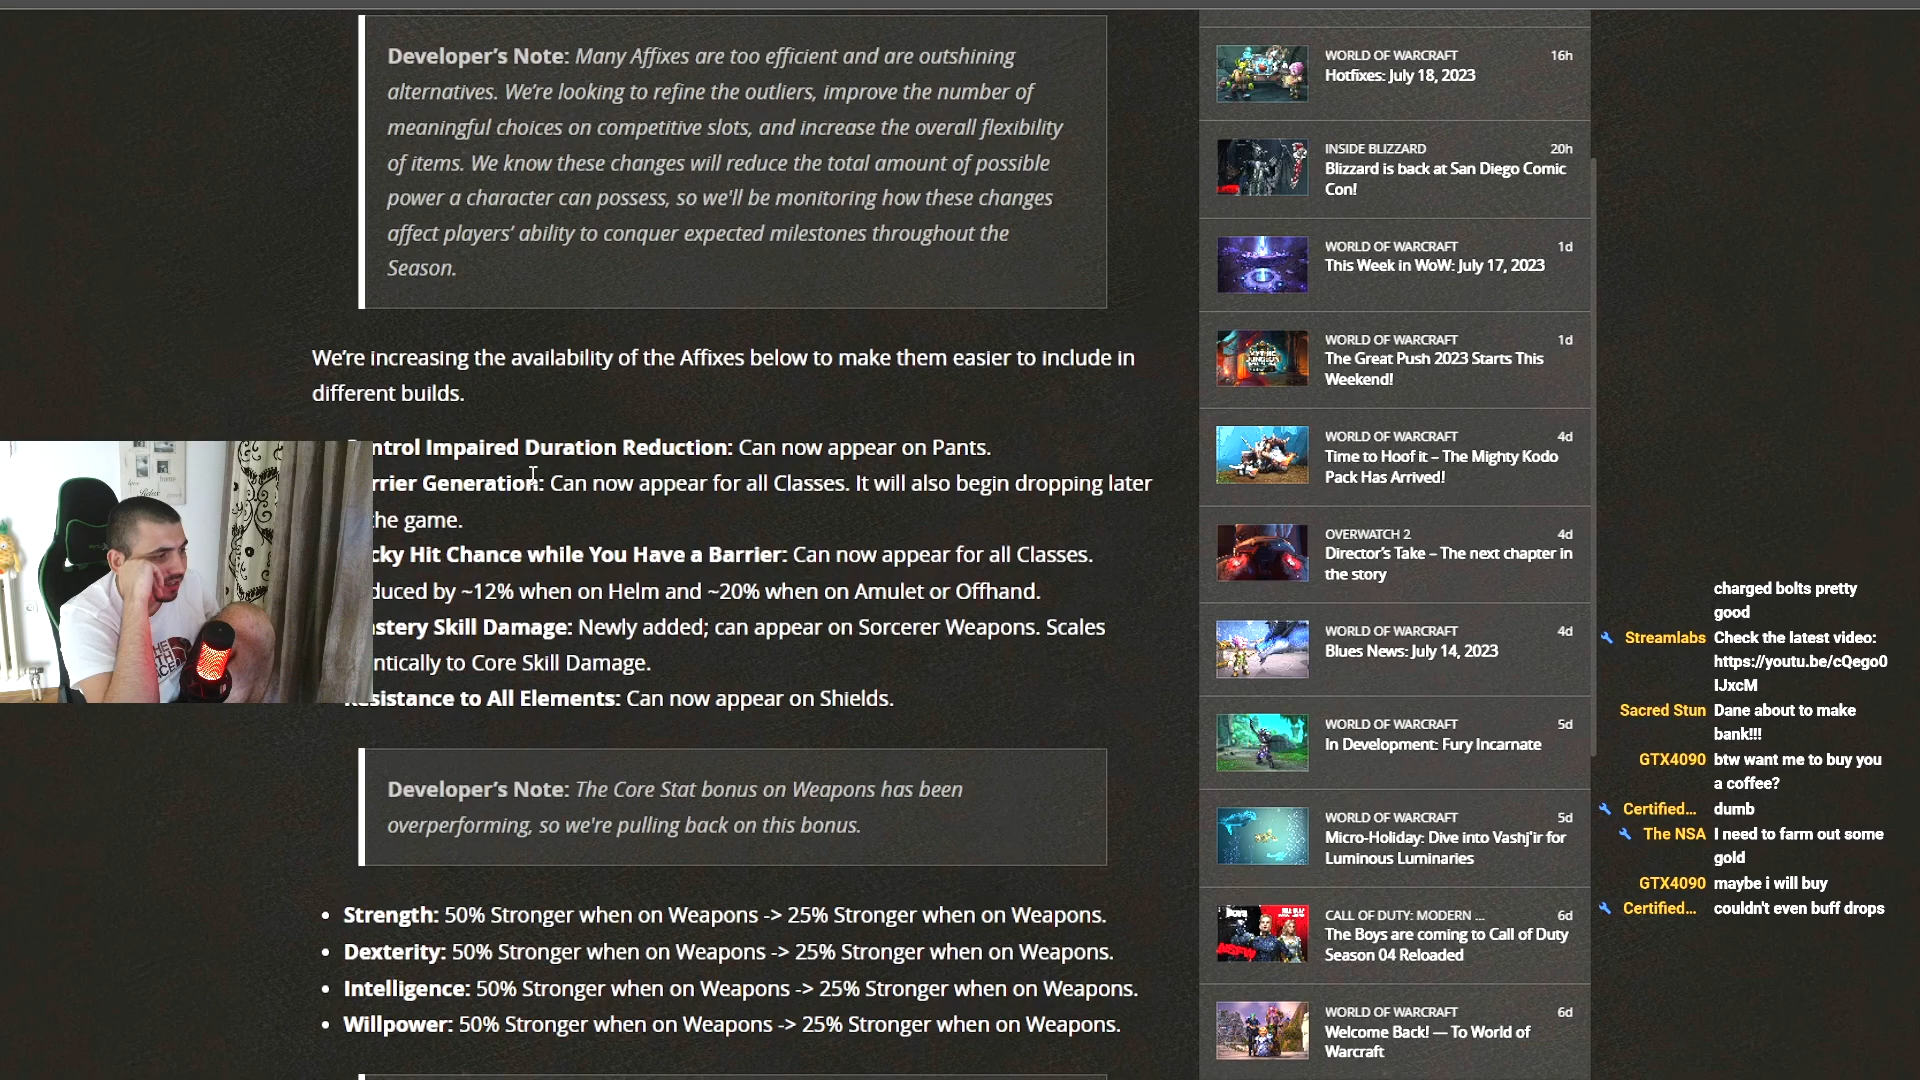 Developer's Note: Many Affixes are too efficient and are outshining
alternatives. We're looking to refine the outliers, improve the number of
meaningful choices on competitive slots, and increase the overall flexibility
of items. We know these changes will reduce the total amount of possible
power a character can possess, so we'll be monitoring how these changes
affect players' ability to conquer expected milestones throughout the
Season.
We're increasing the availability of the Affixes below to make them easier to include in
different builds.
ntrol Impaired Duration Reduction: Can now appear on Pants.
rrier Generation: Can now appear for all Classes. It will also begin dropping later
the game.
cky Hit Chance while You Have a Barrier: Can now appear for all Classes.
duced by ~12% when on Helm and ~20% when on Amulet or Offhand.
stery Skill Damage: Newly added; can appear on Sorcerer Weapons. Scales
ntically to Core Skill Damage.
sistance to All Elements: Can now appear on Shields.
Developer's Note: The Core Stat bonus on Weapons has been
overperforming, so we're pulling back on this bonus.
• Strength: 50% Stronger when on Weapons -> 25% Stronger when on Weapons.
• Dexterity: 50% Stronger when on Weapons -> 25% Stronger when on Weapons.
• Intelligence: 50% Stronger when on Weapons -> 25% Stronger when on Weapons.
• Willpower: 50% Stronger when on Weapons -> 25% Stronger when on Weapons.
WORLD OF WARCRAFT 16h
Hotfixes: July 18, 2023
INSIDE BLIZZARD 20h
Blizzard is back at San Diego Comic
Con!
WORLD OF WARCRAFT 1d
This Week in WoW: July 17, 2023
WORLD OF WARCRAFT 1d
The Great Push 2023 Starts This
Weekend!
WORLD OF WARCRAFT 4d
Time to Hoof it – The Mighty Kodo
Pack Has Arrived!
OVERWATCH 2 4d
Director's Take – The next chapter in
the story
WORLD OF WARCRAFT 4d
Blues News: July 14, 2023
WORLD OF WARCRAFT 5d
In Development: Fury Incarnate
WORLD OF WARCRAFT 5d
Micro-Holiday: Dive into Vashj'ir for
Luminous Luminaries
CALL OF DUTY: MODERN ... 6d
The Boys are coming to Call of Duty
Season 04 Reloaded
WORLD OF WARCRAFT 6d
Welcome Back! — To World of
Warcraft
charged bolts pretty
good
Streamlabs Check the latest video:
https://youtu.be/cQego0
IJxcM
Sacred Stun Dane about to make
bank!!!
GTX4090 btw want me to buy you
a coffee?
Certified... dumb
The NSA I need to farm out some
gold
GTX4090 maybe i will buy
Certified... couldn't even buff drops